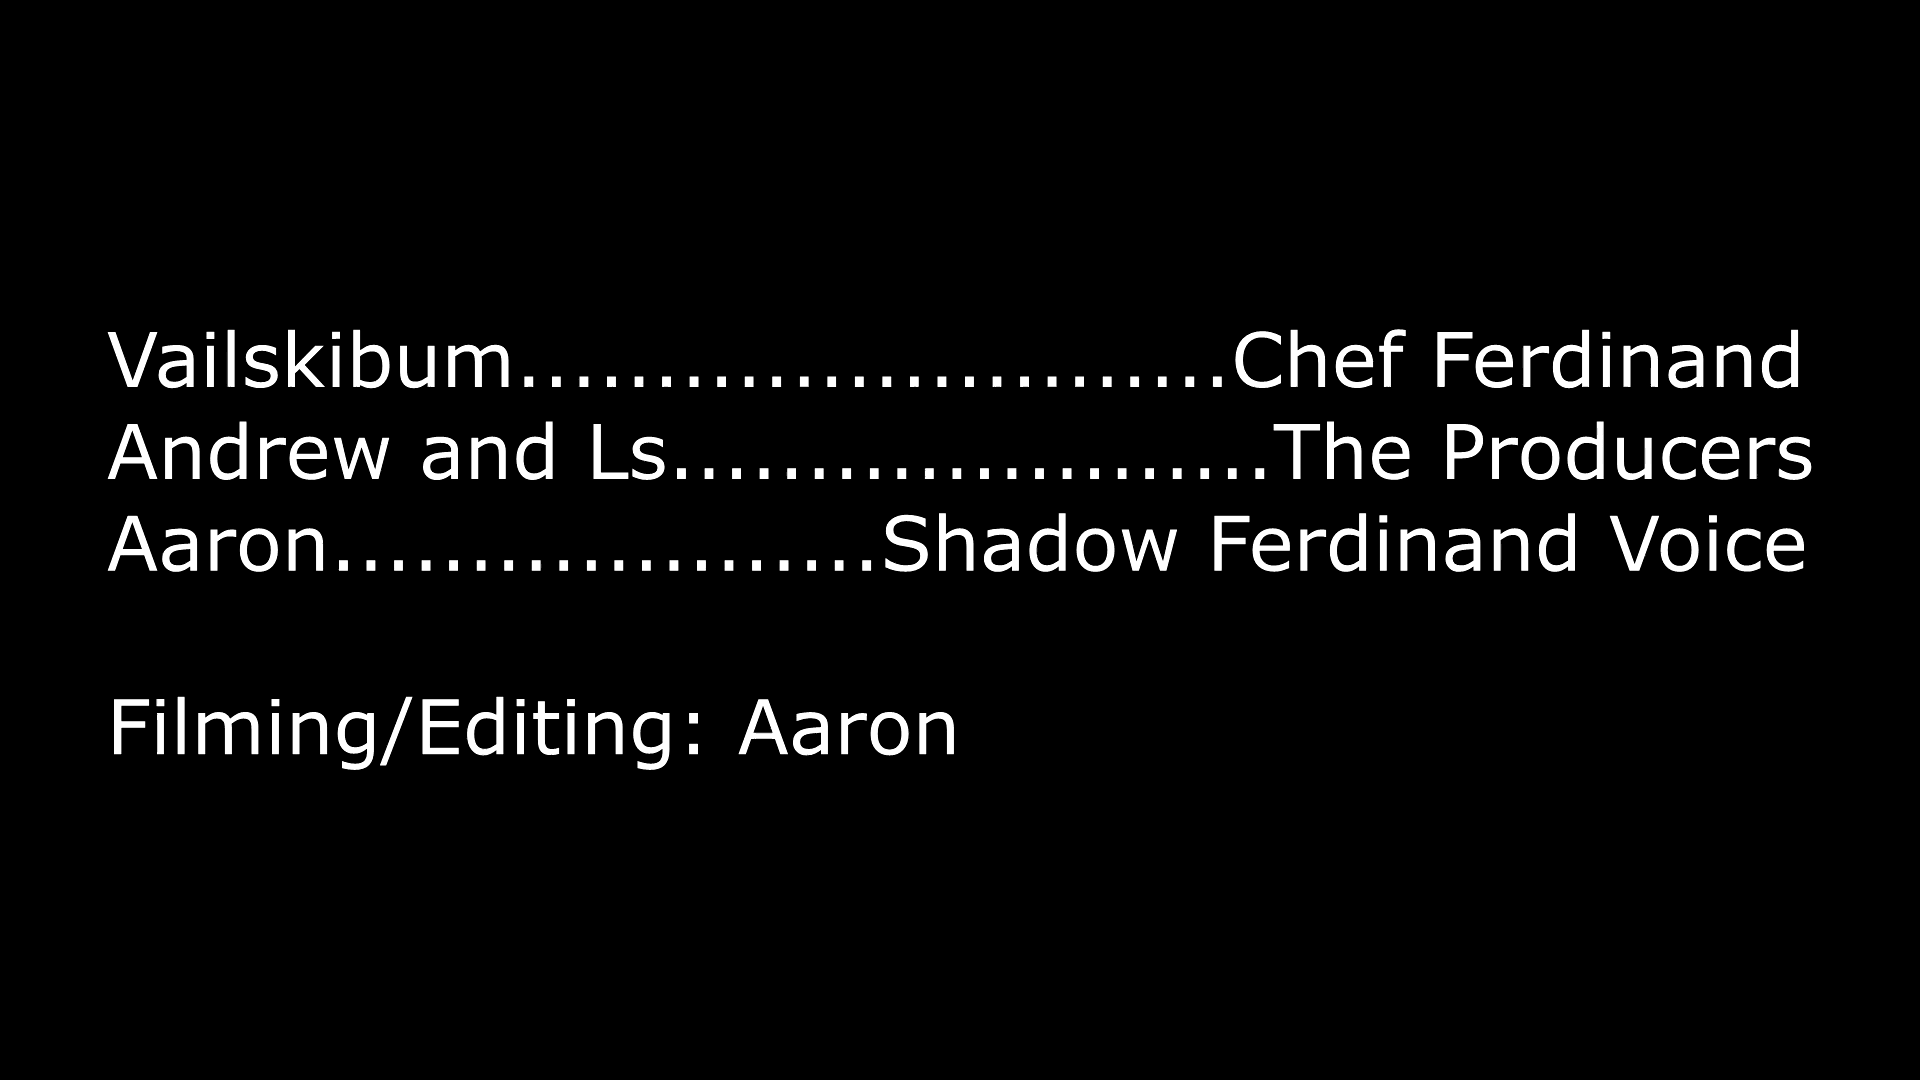 Vailskibum..........................Chef Ferdinand
Andrew and Ls......................The Producers
Aaron....................Shadow Ferdinand Voice
Filming/Editing: Aaron